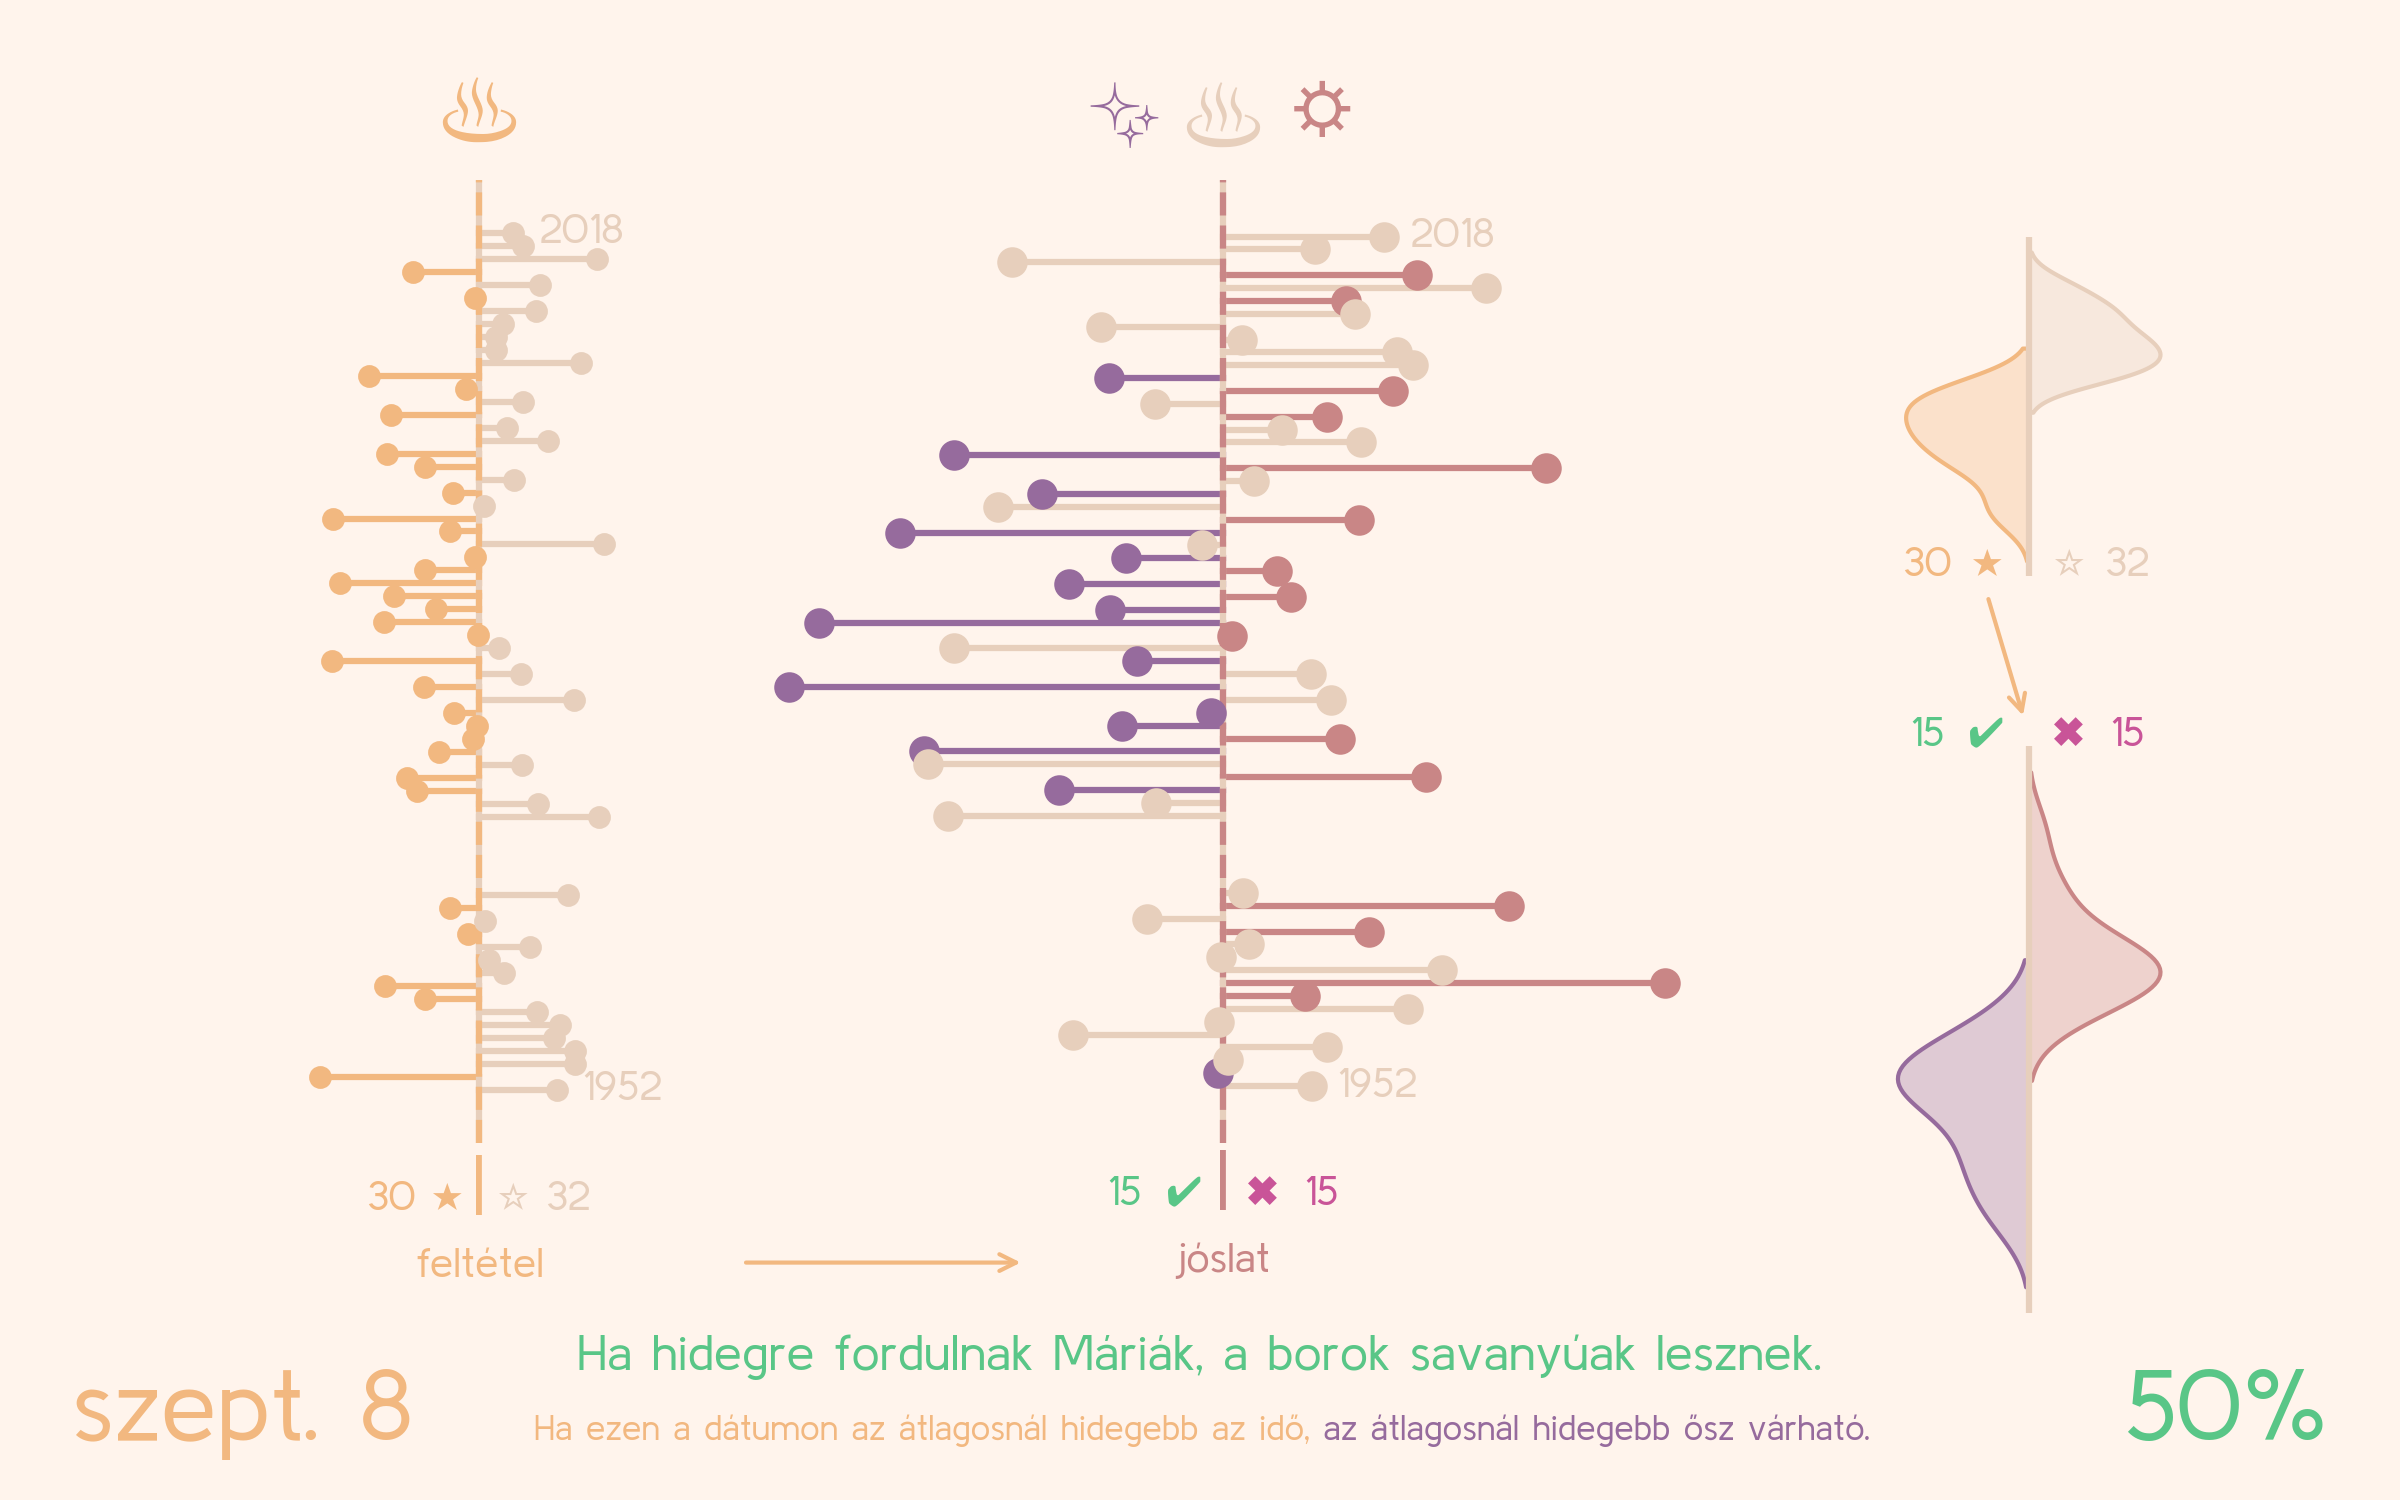 2018
2018
30 ★ ☆ 32
15 ✔ ✖ 15
1952
1952
30 ★ ☆ 32
15 ✔ ✖ 15
feltétel
jóslat
Ha hidegre fordulnak Máriák, a borok savanyúak lesznek.
szept. 8
50%
Ha ezen a dátumon az átlagosnál hidegebb az idő, az átlagosnál hidegebb ősz várható.